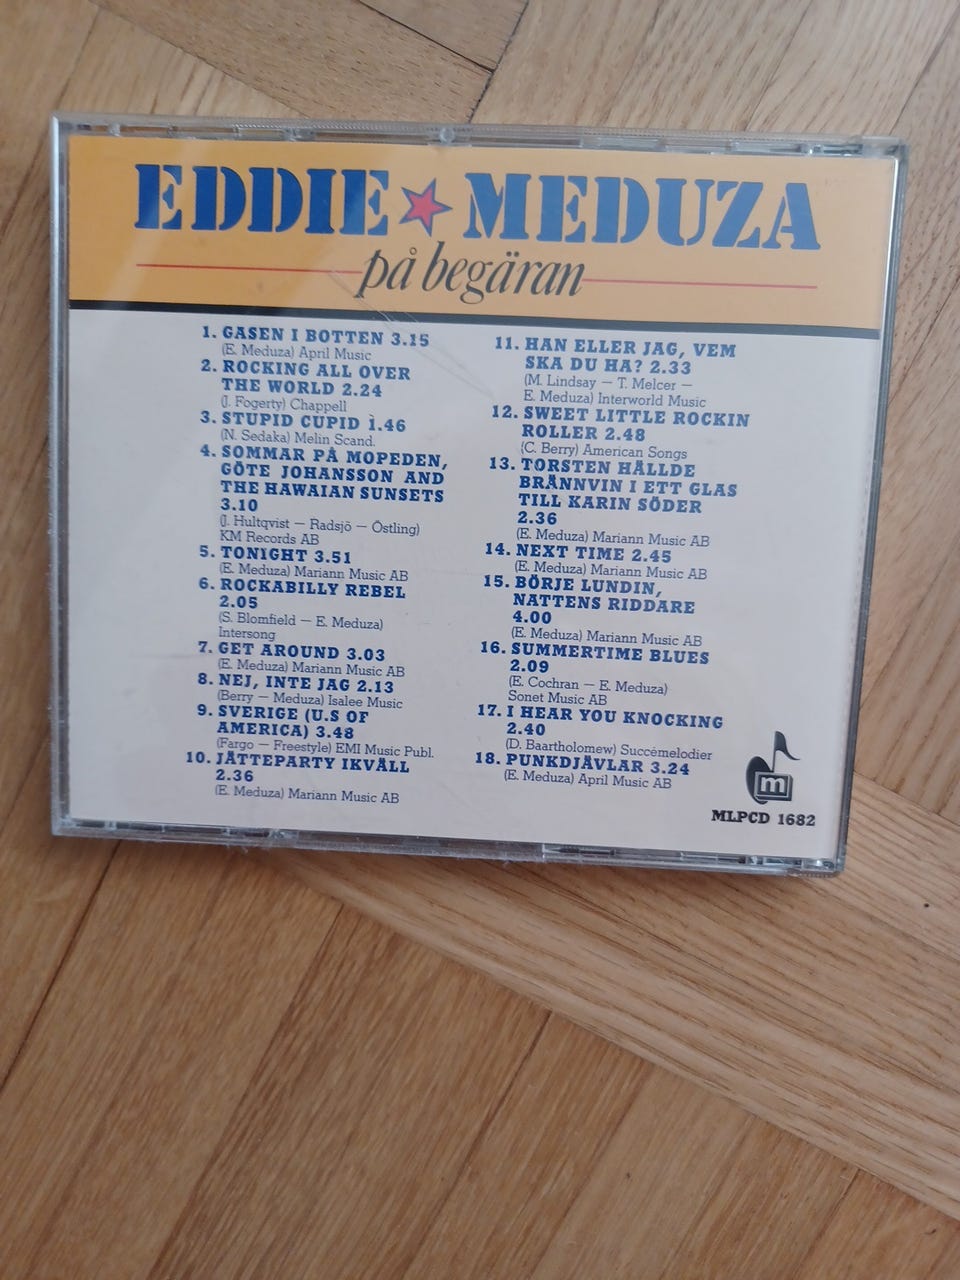 EDDIE MEDUZA
på begäran
1. GASEN I BOTTEN 3.15
(E. Meduza) April Music
2. ROCKING ALL OVER
THE WORLD 2.24
(J. Fogerty) Chappell
3. STUPID CUPID 1.46
(N. Sedaka) Melin Scand.
4. SOMMAR PÅ MOPEDEN,
GÖTE JOHANSSON AND
THE HAWAIAN SUNSETS
3.10
(J. Hultqvist — Radsjö — Östling)
KM Records AB
5. TONIGHT 3.51
(E. Meduza) Mariann Music AB
6. ROCKABILLY REBEL
2.05
(S. Blomfield — E. Meduza)
Intersong
7. GET AROUND 3.03
(E. Meduza) Mariann Music AB
8. NEJ, INTE JAG 2.13
(Berry — Meduza) Isalee Music
9. SVERIGE (U.S OF
AMERICA) 3.48
(Fargo — Freestyle) EMI Music Publ.
10. JÄTTEPARTY IKVÄLL
2.36
(E. Meduza) Mariann Music AB
11. HAN ELLER JAG, VEM
SKA DU HA? 2.33
(M. Lindsay — T. Melcer —
E. Meduza) Interworld Music
12. SWEET LITTLE ROCKIN
ROLLER 2.48
(C. Berry) American Songs
13. TORSTEN HÄLLDE
BRÄNNVIN I ETT GLAS
TILL KARIN SÖDER
2.36
(E. Meduza) Mariann Music AB
14. NEXT TIME 2.45
(E. Meduza) Mariann Music AB
15. BÖRJE LUNDIN,
NATTENS RIDDARE
4.00
(E. Meduza) Mariann Music AB
16. SUMMERTIME BLUES
2.09
(E. Cochran — E. Meduza)
Sonet Music AB
17. I HEAR YOU KNOCKING
2.40
(D. Baartholomew) Succémelodier
18. PUNKDJÄVLAR 3.24
(E. Meduza) April Music AB
m
MLPCD 1682